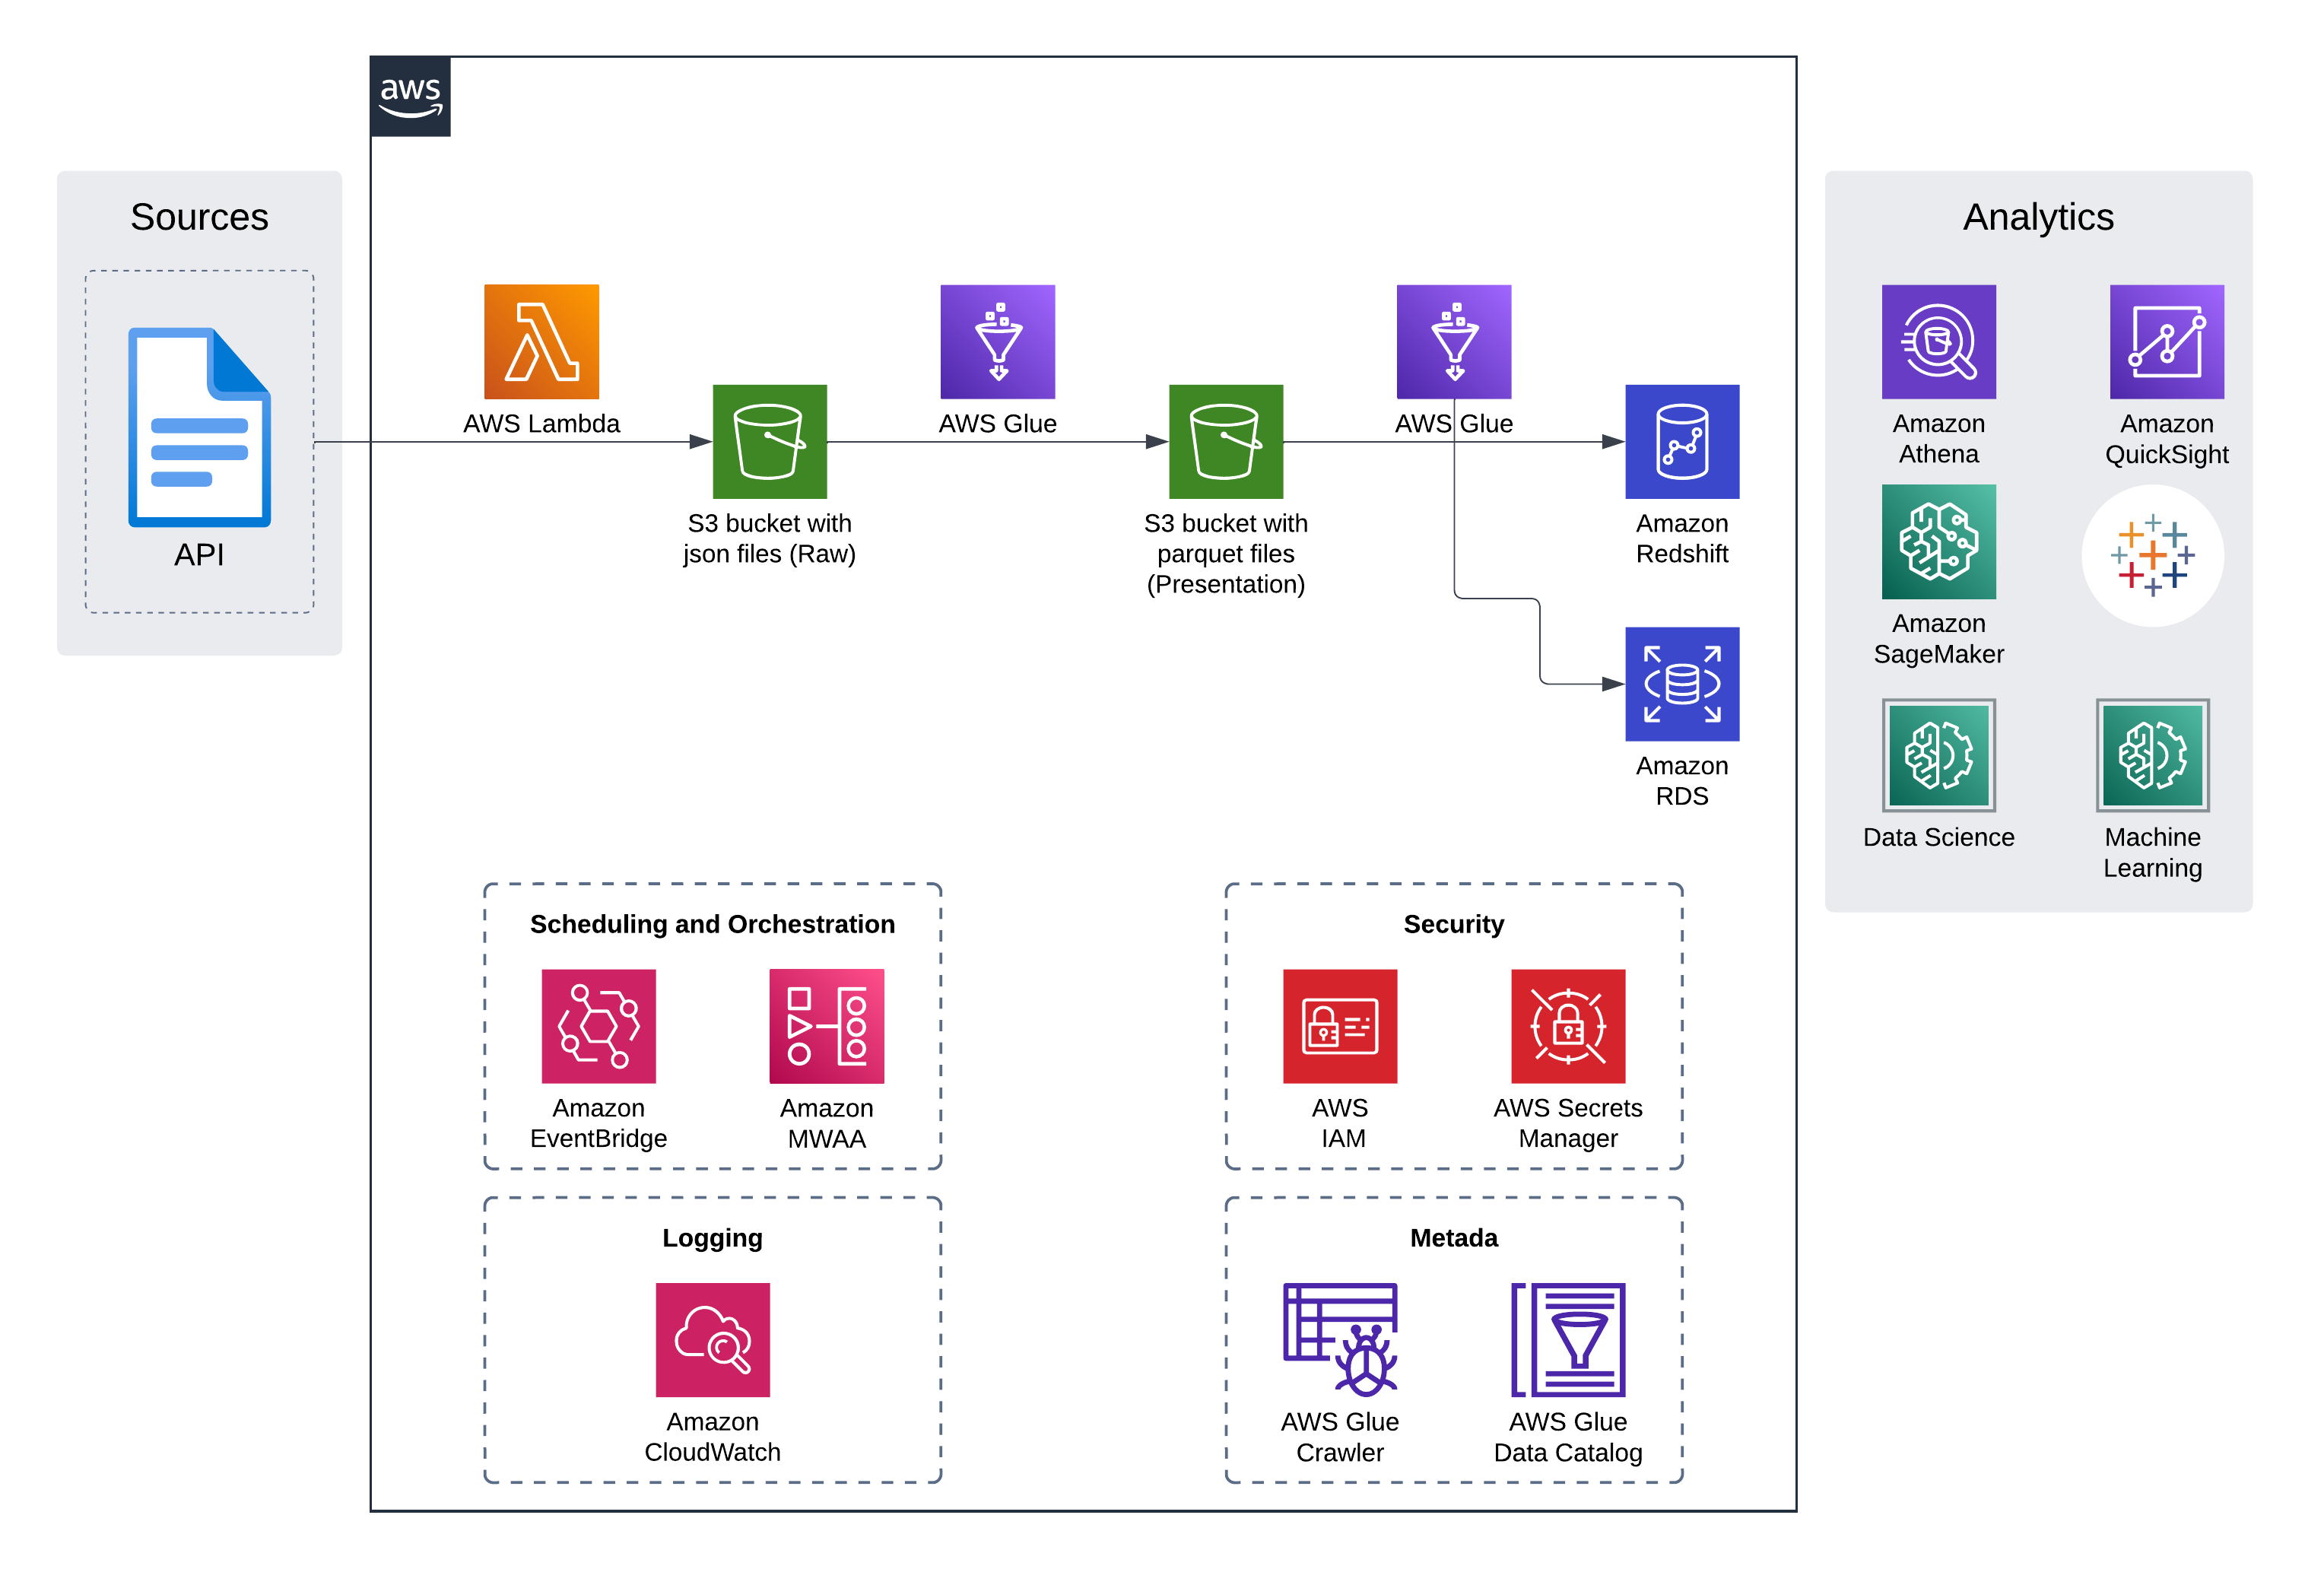 aws
Sources
API
AWS Lambda
S3 bucket with
json files (Raw)
AWS Glue
S3 bucket with
parquet files
(Presentation)
AWS Glue
Amazon
Redshift
Amazon
RDS
Analytics
Amazon
Athena
Amazon
QuickSight
Amazon
SageMaker
Data Science
Machine
Learning
Scheduling and Orchestration
Amazon
EventBridge
Amazon
MWAA
Security
AWS
IAM
AWS Secrets
Manager
Logging
Amazon
CloudWatch
Metada
AWS Glue
Crawler
AWS Glue
Data Catalog